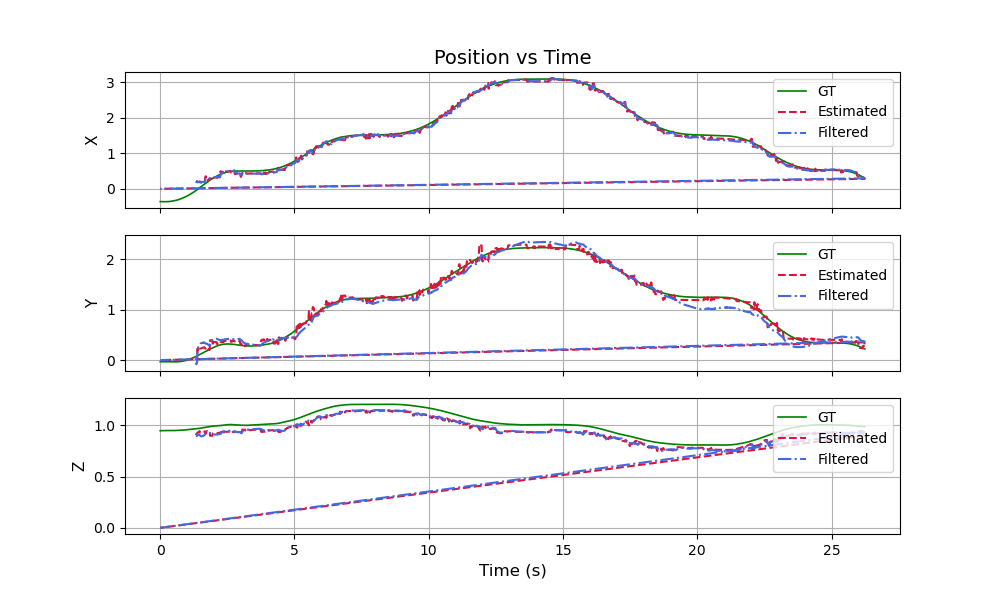 Position vs Time
3
2
1
0
X
GT
Estimated
Filtered
2
1
0
Y
GT
Estimated
Filtered
1.0
0.5
0.0
Z
GT
Estimated
Filtered
0 5 10 15 20 25
Time (s)